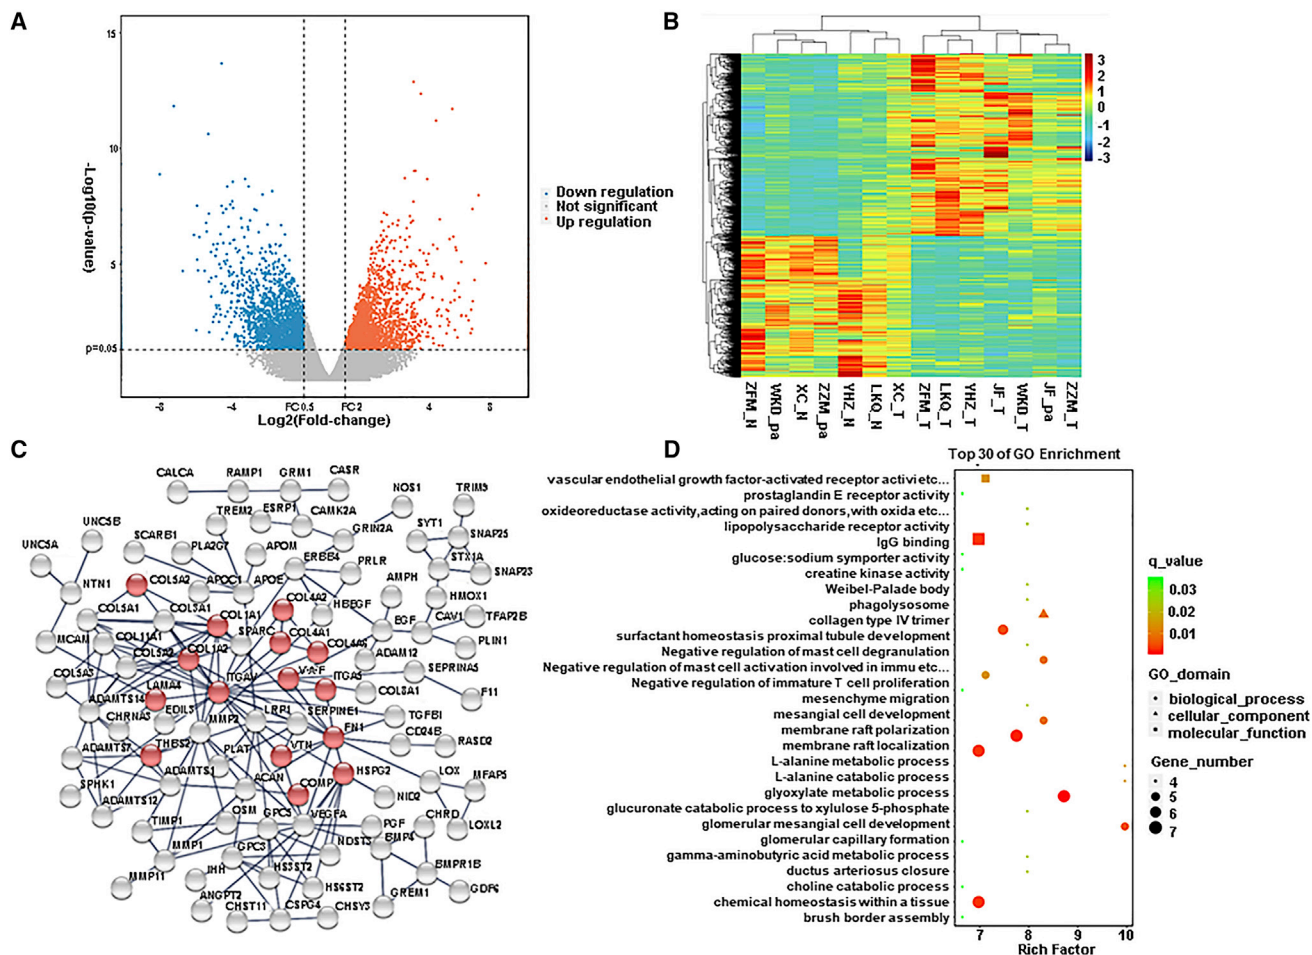 A
15
10
5
p=0.05
-Log10(p-value)
-8
-4
FC 0.5
FC 2
4
8
Log2(Fold-change)
Down regulation
Not significant
Up regulation
B
3
2
1
0
-1
-2
-3
ZFM_N
WKD_pa
XC_N
ZZM_pa
YHZ_N
LKQ_N
XC_T
ZFM_T
LKQ_T
YHZ_T
JF_T
WKD_T
JF_pa
ZZM_T
C
CALCA
RAMP1
GRM1
CASR
NOS1
TRIM9
TREM2
ESRP1
CAMK2A
GRIN2A
SYT1
SNAP25
UNC5B
SCARB1
PLA2G7
APOM
ERBB4
STX1A
UNC5A
PRLR
SNAP23
NTN1
COL5A2
APOC1
APOE
AMPH
HMOX1
COL5A1
COL3A1
COL1A1
COL4A2
HBEGF
CAV1
TFAP2B
SPARC
EGF
MCAM
COL11A1
COL4A1
COL4A6
PLIN1
COL1A2
ADAM12
ITGAV
SEPRINA5
LAMA4
ITGA5
COL8A1
F11
ADAMTS14
EDIL3
LRP1
SERPINE1
TGFB1
CHRNA3
MMP2
FN1
CD24B
RASD2
ADAMTS7
THBS2
PLAT
VTN
ADAMTS1
ACAN
HSPG2
LOX
MFAP5
SPHK1
COMP
NID2
ADAMTS12
OSM
CHRD
LOXL2
TIMP1
GPC5
VEGFA
PGF
MMP1
GPC3
NDST3
BMP4
MMP11
HS3ST2
BMPR1B
ANGPT2
HS6ST2
GREM1
GDF6
CHST11
CSPG4
CHSY3
D
Top 30 of GO Enrichment
vascular endothelial growth factor-activated receptor activi etc...
prostaglandin E receptor activity
oxideoreductase activity,acting on paired donors,with oxida etc...
lipopolysaccharide receptor activity
IgG binding
glucose:sodium symporter activity
creatine kinase activity
Weibel-Palade body
phagolysosome
collagen type IV trimer
surfactant homeostasis proximal tubule development
Negative regulation of mast cell degranulation
Negative regulation of mast cell activation involved in immu etc...
Negative regulation of immature T cell proliferation
mesenchyme migration
mesangial cell development
membrane raft polarization
membrane raft localization
L-alanine metabolic process
L-alanine catabolic process
glyoxylate metabolic process
glucuronate catabolic process to xylulose 5-phosphate
glomerular mesangial cell development
glomerular capillary formation
gamma-aminobutyric acid metabolic process
ductus arteriosus closure
choline catabolic process
chemical homeostasis within a tissue
brush border assembly
7
8
9
10
Rich Factor
q_value
0.03
0.02
0.01
GO_domain
biological_process
cellular_component
molecular_function
Gene_number
4
5
6
7